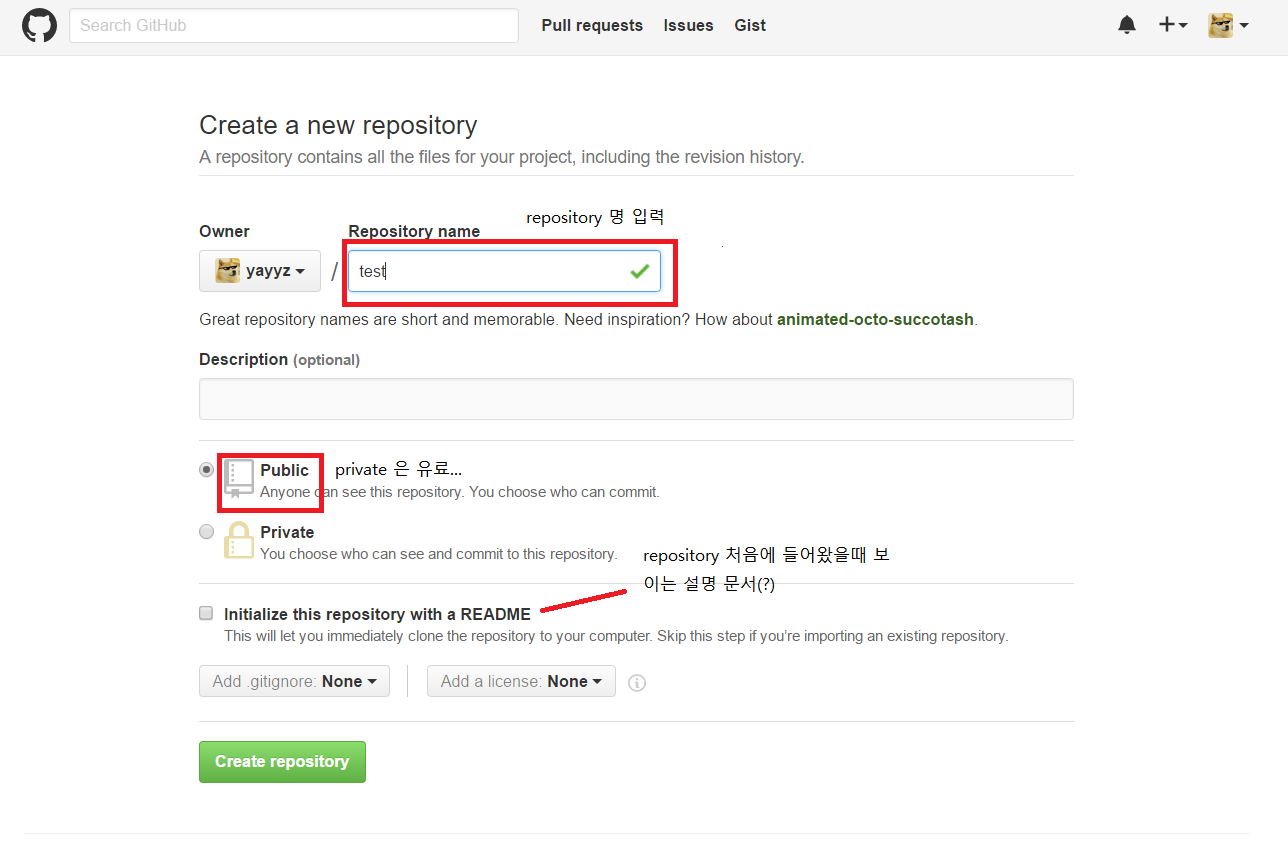 Search GitHub Pull requests Issues Gist
Create a new repository
A repository contains all the files for your project, including the revision history.
repository 명 입력
Owner Repository name
yayyz / test
Great repository names are short and memorable. Need inspiration? How about animated-octo-succotash.
Description (optional)
Public private 은 유료...
Anyone can see this repository. You choose who can commit.
Private
You choose who can see and commit to this repository.
repository 처음에 들어왔을때 보
이는 설명 문서(?)
Initialize this repository with a README
This will let you immediately clone the repository to your computer. Skip this step if you’re importing an existing repository.
Add .gitignore: None Add a license: None
Create repository